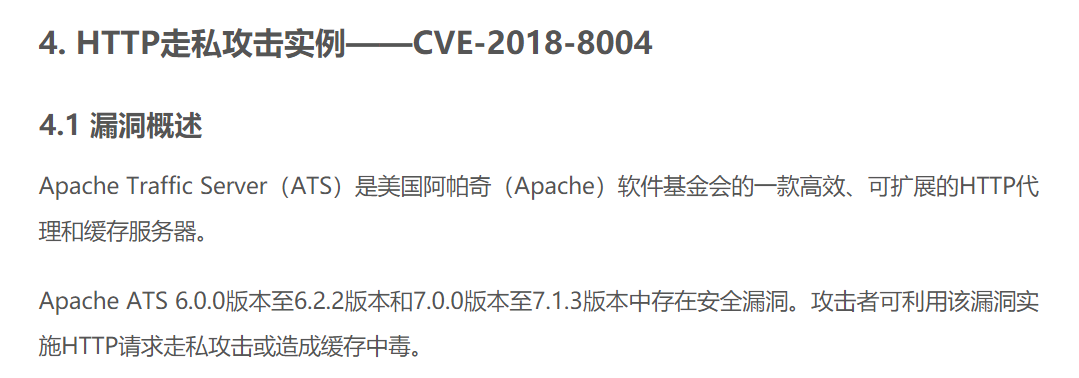 4. HTTP走私攻击实例——CVE-2018-8004
4.1 漏洞概述
Apache Traffic Server（ATS）是美国阿帕奇（Apache）软件基金会的一款高效、可扩展的HTTP代
理和缓存服务器。
Apache ATS 6.0.0版本至6.2.2版本和7.0.0版本至7.1.3版本中存在安全漏洞。攻击者可利用该漏洞实
施HTTP请求走私攻击或造成缓存中毒。